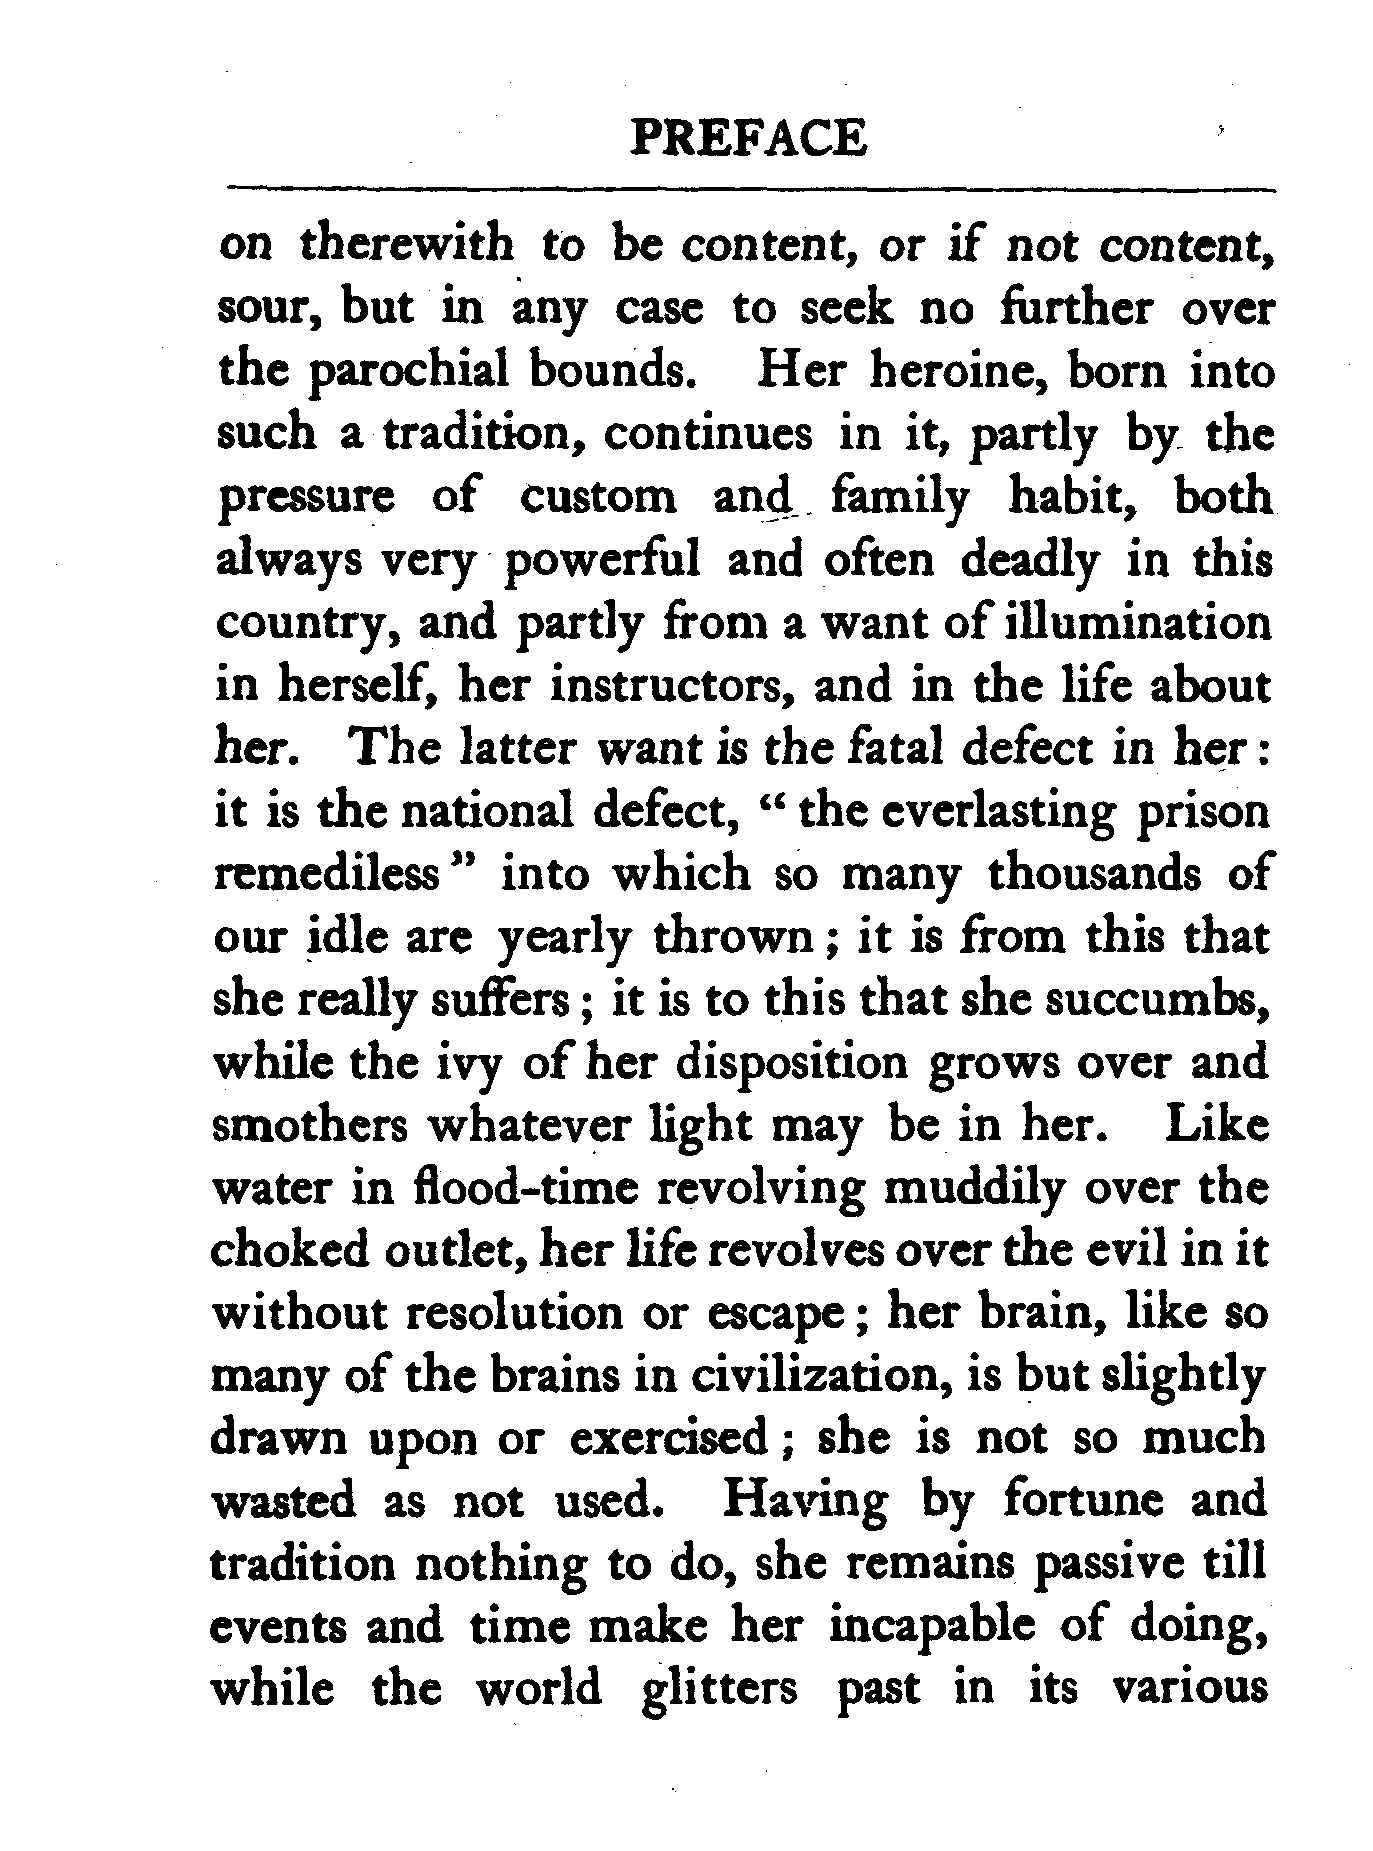 PREFACE
on therewith to be content, or if not content,
sour, but in any case to seek no further over
the parochial bounds. Her heroine, born into
such a tradition, continues in it, partly by the
pressure of custom and family habit, both
always very powerful and often deadly in this
country, and partly from a want of illumination
in herself, her instructors, and in the life about
her. The latter want is the fatal defect in her :
it is the national defect, “ the everlasting prison
remediless ” into which so many thousands of
our idle are yearly thrown ; it is from this that
she really suffers ; it is to this that she succumbs,
while the ivy of her disposition grows over and
smothers whatever light may be in her. Like
water in flood-time revolving muddily over the
choked outlet, her life revolves over the evil in it
without resolution or escape ; her brain, like so
many of the brains in civilization, is but slightly
drawn upon or exercised ; she is not so much
wasted as not used. Having by fortune and
tradition nothing to do, she remains passive till
events and time make her incapable of doing,
while the world glitters past in its various